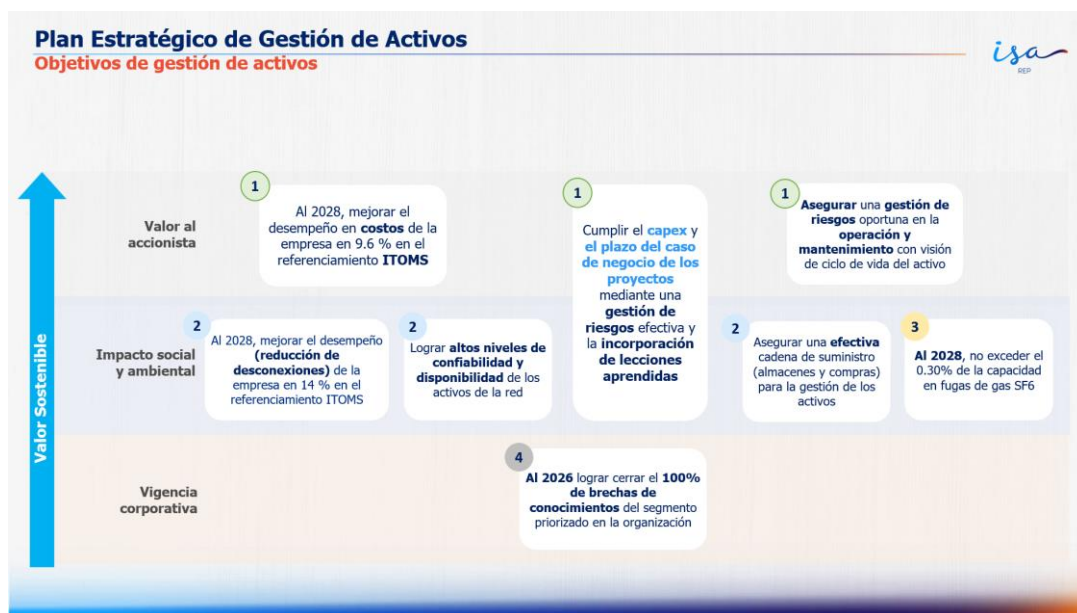 Plan Estratégico de Gestión de Activos
Objetivos de gestión de activos
isa
REP
Valor Sostenible
Valor al
accionista
1
Al 2028, mejorar el
desempeño en costos de la
empresa en 9.6 % en el
referenciamiento ITOMS
1
Cumplir el capex y
el plazo del caso
de negocio de los
proyectos
mediante una
gestión de
riesgos efectiva y
la incorporación
de lecciones
aprendidas
1
Asegurar una gestión de
riesgos oportuna en la
operación y
mantenimiento con visión
de ciclo de vida del activo
Impacto social
y ambiental
2
Al 2028, mejorar el desempeño
(reducción de
desconexiones) de la
empresa en 14 % en el
referenciamiento ITOMS
2
Lograr altos niveles de
confiabilidad y
disponibilidad de los
activos de la red
2
Asegurar una efectiva
cadena de suministro
(almacenes y compras)
para la gestión de los
activos
3
Al 2028, no exceder el
0.30% de la capacidad
en fugas de gas SF6
Vigencia
corporativa
4
Al 2026 lograr cerrar el 100%
de brechas de
conocimientos del segmento
priorizado en la organización